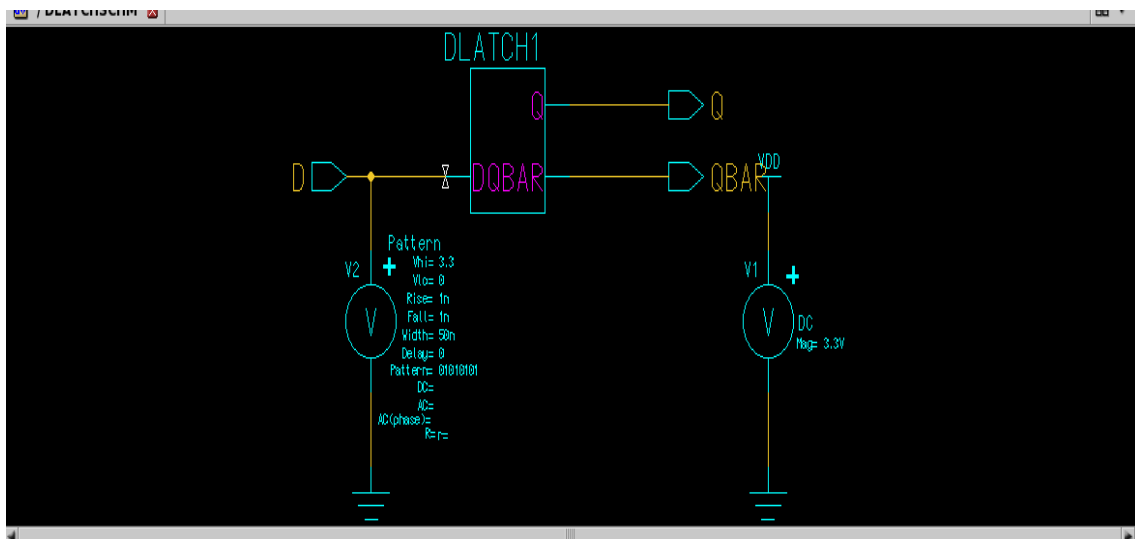 / DLATCHSCHM
DLATCH1
Q
Q
D
DQBAR
QBAR
VDD
Pattern
V2
Vhi= 3.3
Vlo= 0
Rise= 1n
Fall= 1n
Width= 50n
Delay= 0
Pattern= 01010101
DC=
AC=
AC(phase)=
R=r=
V
V1
V
DC
Mag= 3.3V